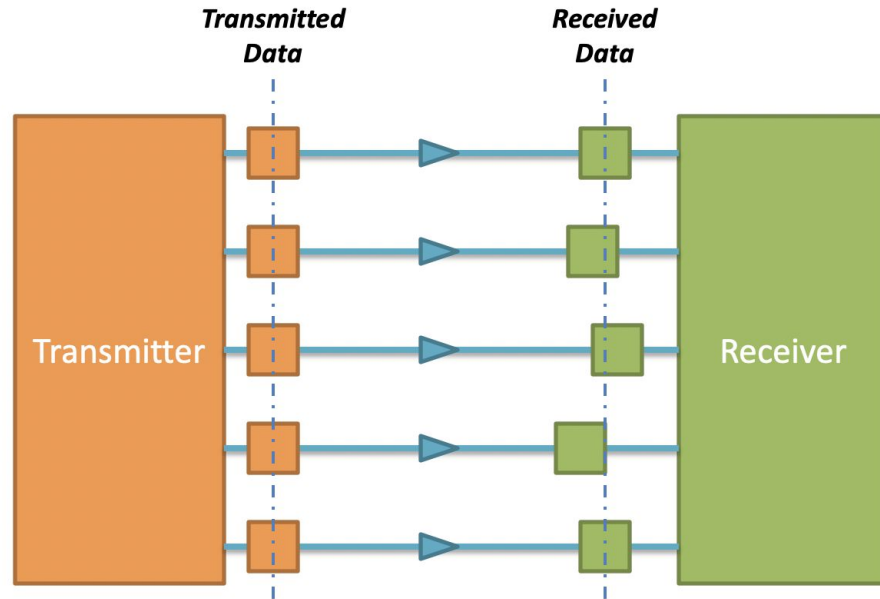 Transmitted
Data
Received
Data
Transmitter
Receiver